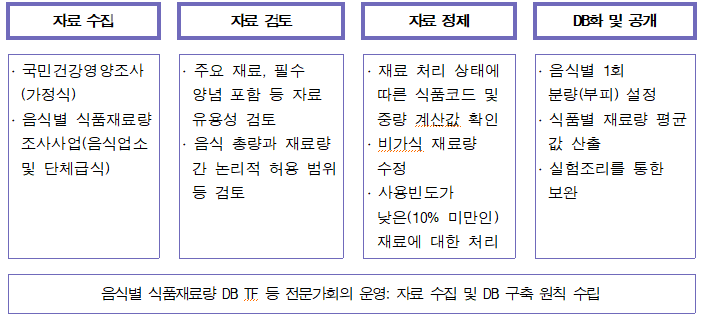 자료 수집
자료 검토
자료 정제
DB화 및 공개
· 국민건강영양조사
(가정식)
· 음식별 식품재료량
조사사업(음식업소
및 단체급식)
· 주요 재료, 필수
양념 포함 등 자료
유용성 검토
· 음식 총량과 재료량
간 논리적 허용 범위
등 검토
· 재료 처리 상태에
따른 식품코드 및
중량 계산값 확인
· 비가식 재료량
수정
· 사용빈도가
낮은(10% 미만인)
재료에 대한 처리
· 음식별 1회
분량(부피) 설정
· 식품별 재료량 평균
값 산출
· 실험조리를 통한
보완
음식별 식품재료량 DB TF 등 전문가회의 운영: 자료 수집 및 DB 구축 원칙 수립